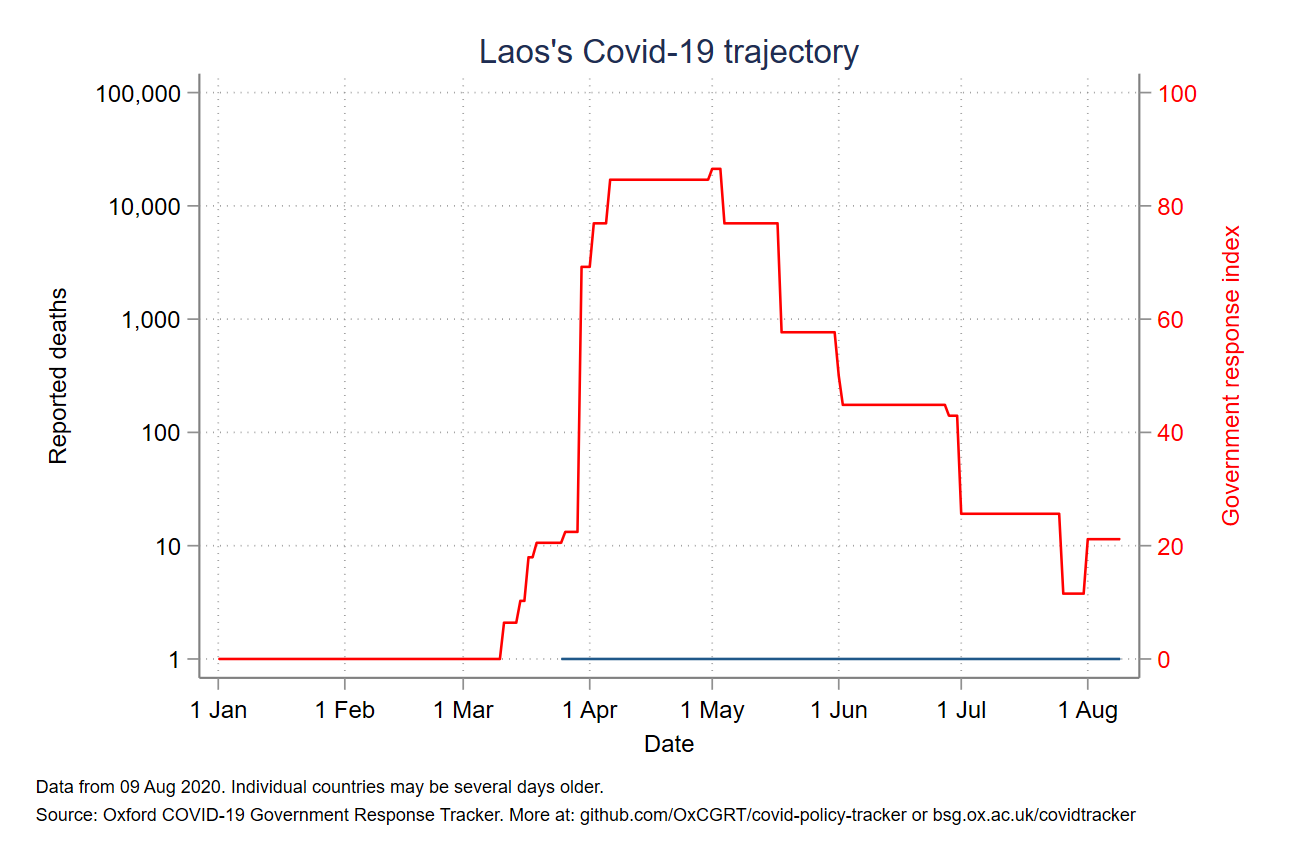 Laos's Covid-19 trajectory
100,000
10,000
1,000
100
10
1
Reported deaths
100
80
60
40
20
0
Government response index
1 Jan 1 Feb 1 Mar 1 Apr 1 May 1 Jun 1 Jul 1 Aug
Date
Data from 09 Aug 2020. Individual countries may be several days older.
Source: Oxford COVID-19 Government Response Tracker. More at: github.com/OxCGRT/covid-policy-tracker or bsg.ox.ac.uk/covidtracker